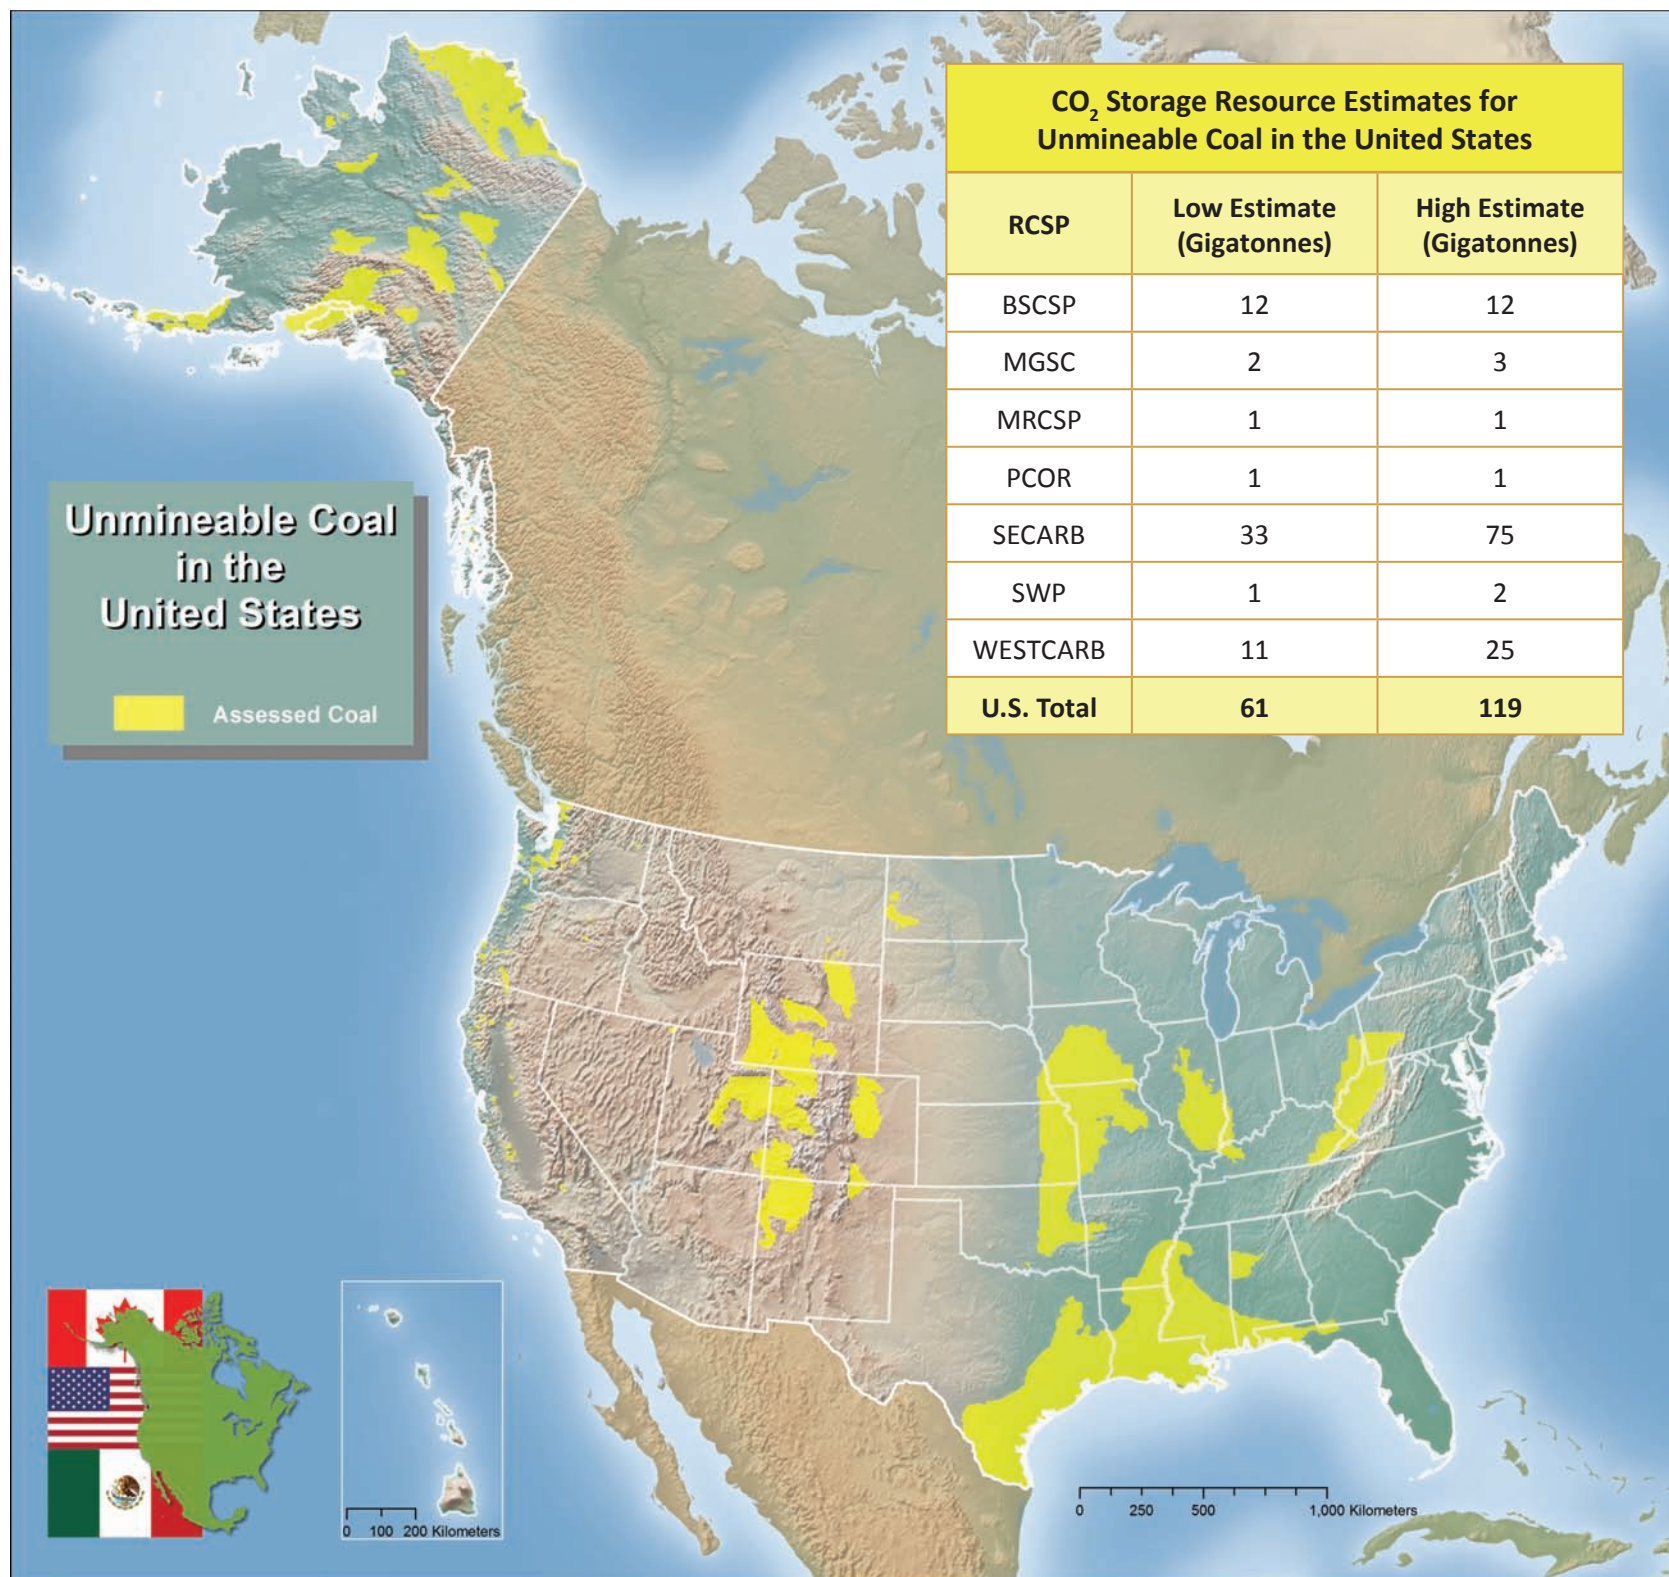 CO2 Storage Resource Estimates for
Unmineable Coal in the United States
RCSP Low Estimate (Gigatonnes) High Estimate (Gigatonnes)
BSCSP 12 12
MGSC 2 3
MRCSP 1 1
PCOR 1 1
SECARB 33 75
SWP 1 2
WESTCARB 11 25
U.S. Total 61 119
Unmineable Coal
in the
United States
Assessed Coal
0 100 200 Kilometers
0 250 500 1,000 Kilometers